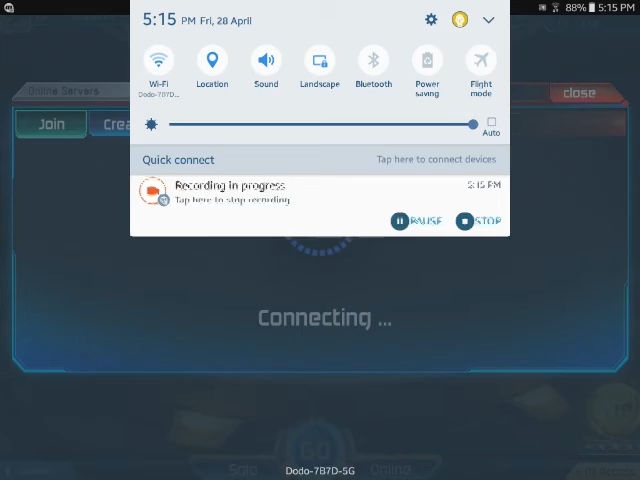 88% 5:15 PM
5:15 PM Fri, 28 April
Wi-Fi
Dodo-7B7D...
Location
Sound
Landscape
Bluetooth
Power saving
Flight mode
Online Servers
close
Join
Crea
Auto
Quick connect
Tap here to connect devices
Recording in progress
5:15 PM
Tap here to stop recording
PAUSE
STOP
Connecting ...
GO
Solo
Online
Dodo-7B7D-5G